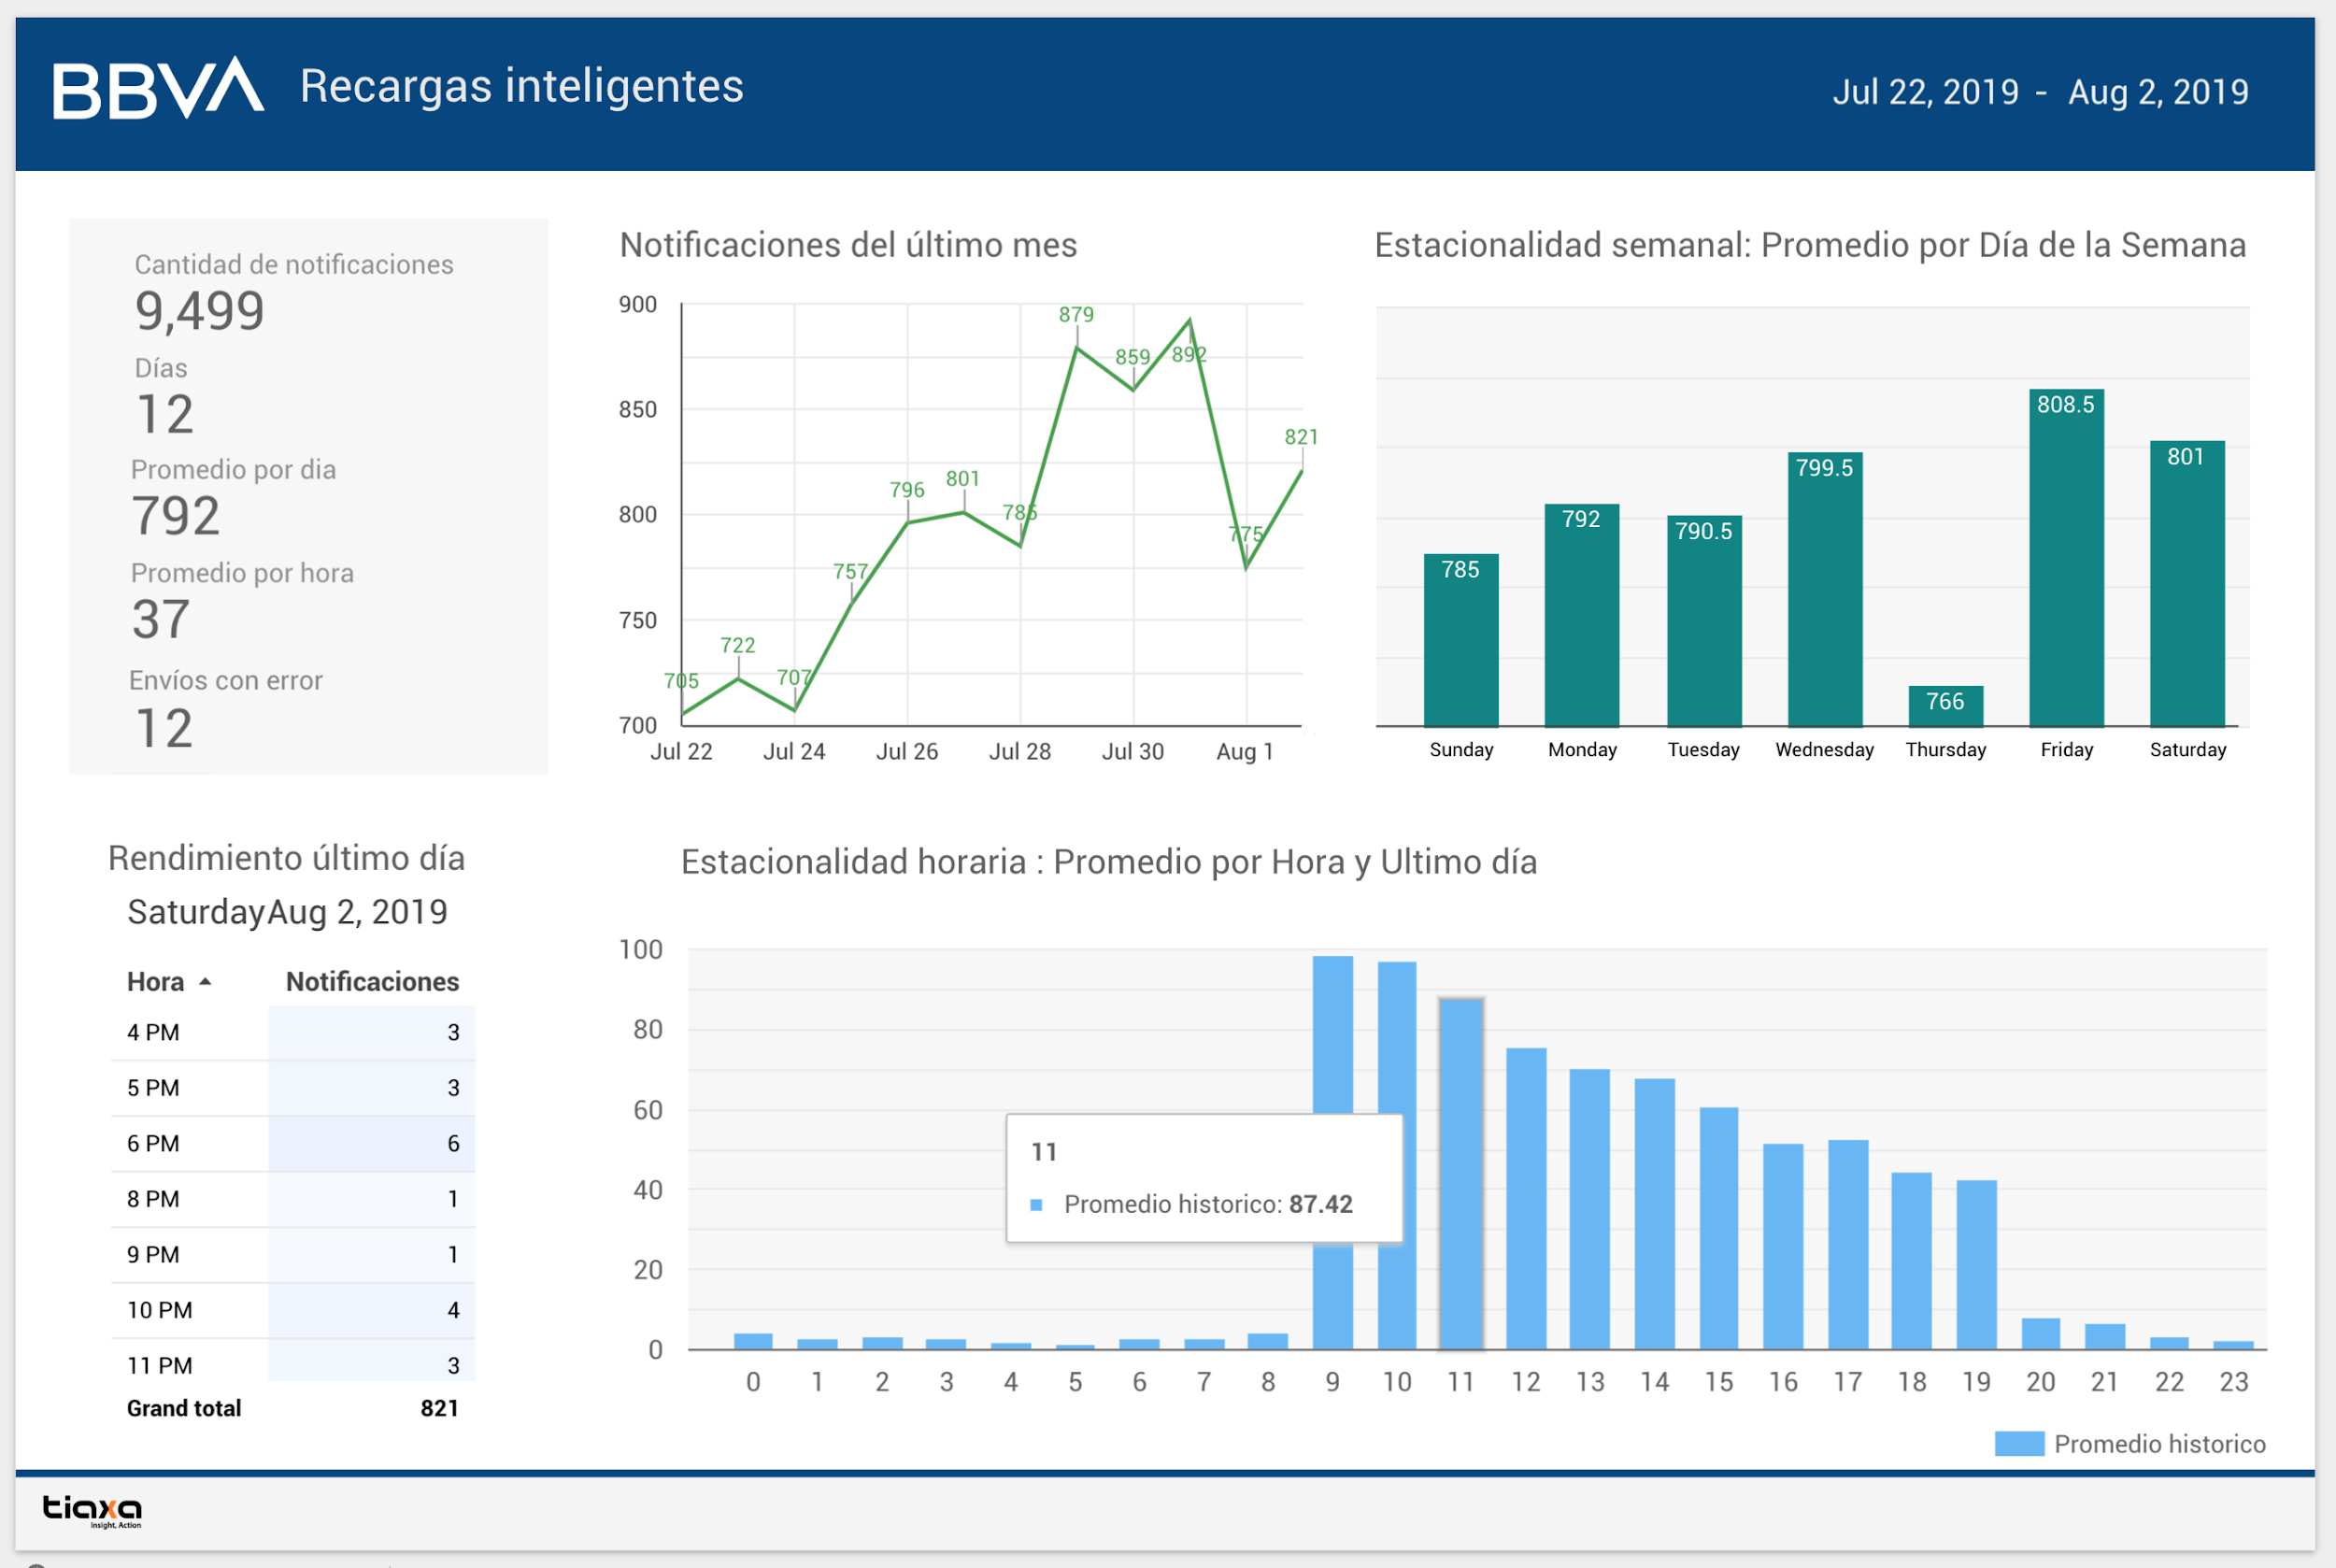 BBVA Recargas inteligentes
Jul 22, 2019 - Aug 2, 2019
Cantidad de notificaciones
9,499
Días
12
Promedio por dia
792
Promedio por hora
37
Envíos con error
12
Notificaciones del último mes
900
850
800
750
700
705
722
707
757
796
801
785
879
859
892
775
821
Jul 22 Jul 24 Jul 26 Jul 28 Jul 30 Aug 1
Estacionalidad semanal: Promedio por Día de la Semana
785 792 790.5 799.5 766 808.5 801
Sunday Monday Tuesday Wednesday Thursday Friday Saturday
Rendimiento último día
SaturdayAug 2, 2019
Hora Notificaciones
4 PM 3
5 PM 3
6 PM 6
8 PM 1
9 PM 1
10 PM 4
11 PM 3
Grand total 821
Estacionalidad horaria : Promedio por Hora y Ultimo día
100
80
60
40
20
0
11
Promedio historico: 87.42
0 1 2 3 4 5 6 7 8 9 10 11 12 13 14 15 16 17 18 19 20 21 22 23
Promedio historico
tiaxa
Insight, Action